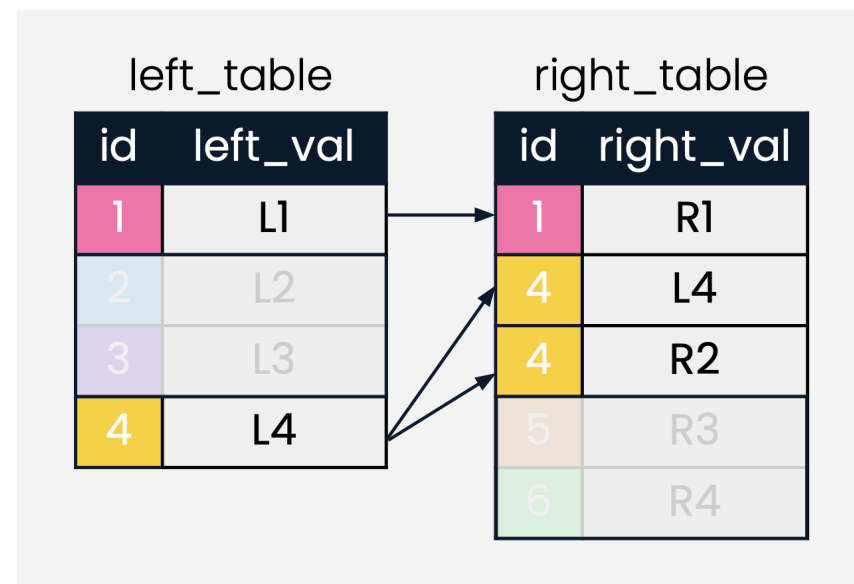 left_table right_table
id left_val id right_val
1 L1 1 R1
2 L2 4 L4
3 L3 4 R2
4 L4 5 R3
6 R4